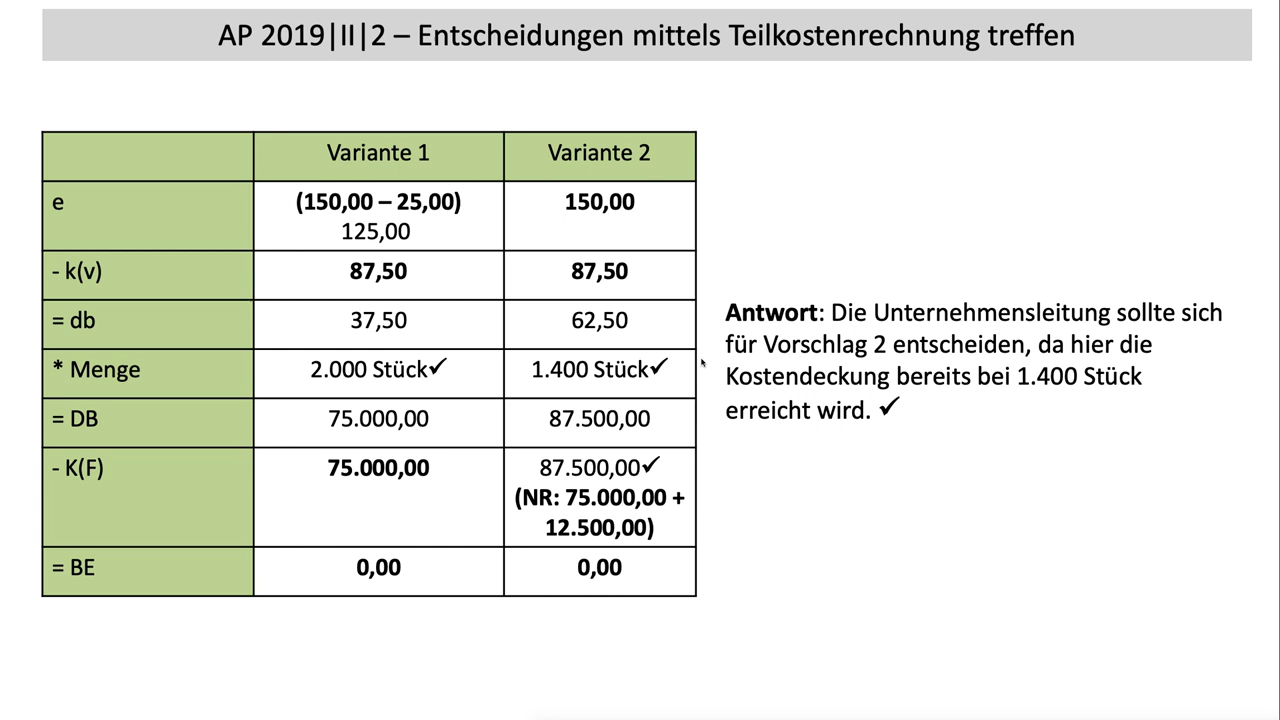 AP 2019|II|2 – Entscheidungen mittels Teilkostenrechnung treffen
Variante 1 Variante 2
e (150,00 – 25,00) 150,00
125,00
- k(v) 87,50 87,50
= db 37,50 62,50
* Menge 2.000 Stück✓ 1.400 Stück✓
= DB 75.000,00 87.500,00
- K(F) 75.000,00 87.500,00✓
(NR: 75.000,00 +
12.500,00)
= BE 0,00 0,00
Antwort: Die Unternehmensleitung sollte sich
für Vorschlag 2 entscheiden, da hier die
Kostendeckung bereits bei 1.400 Stück
erreicht wird. ✓